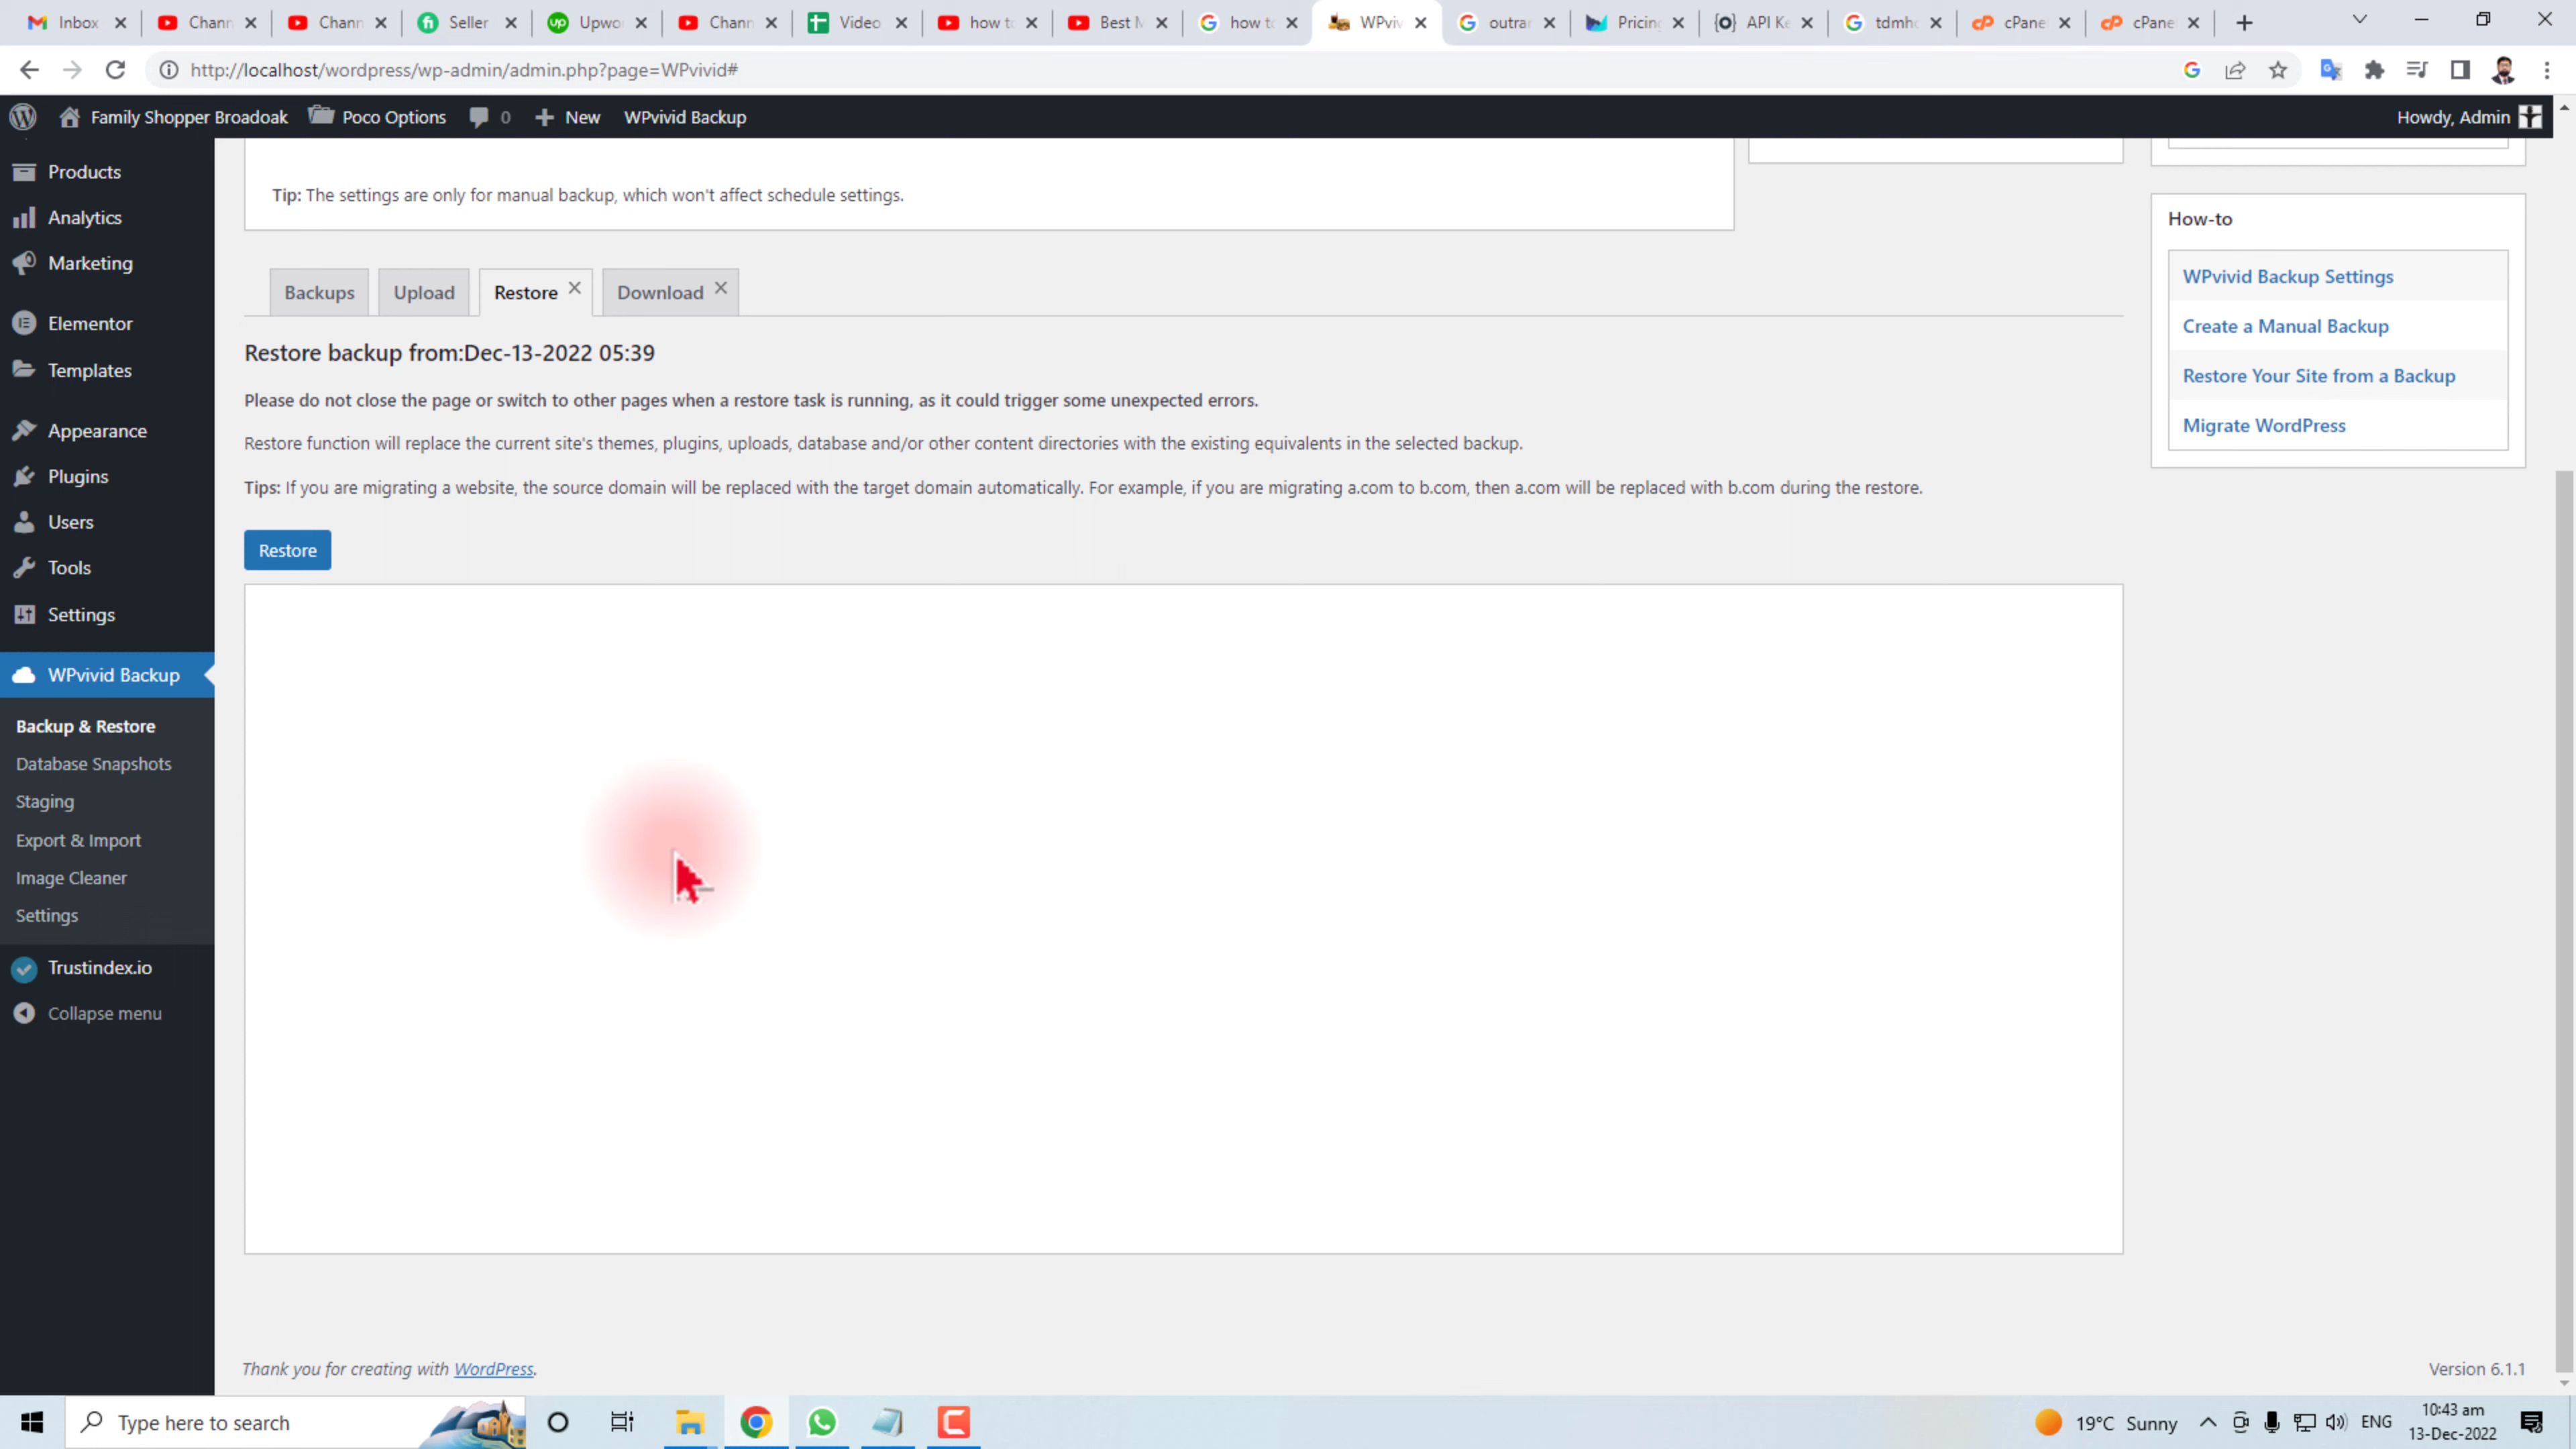 Inbox
Chann
Chann
Seller
Upwo
Chann
Video
how to
Best M
how to
WPviv
outra
Pricing
API Ke
tdmho
cPane
cPane
http://localhost/wordpress/wp-admin/admin.php?page=WPvivid#
Family Shopper Broadoak
Poco Options
0
New
WPvivid Backup
Howdy, Admin
Products
Analytics
Marketing
Elementor
Templates
Appearance
Plugins
Users
Tools
Settings
WPvivid Backup
Backup & Restore
Database Snapshots
Staging
Export & Import
Image Cleaner
Settings
Trustindex.io
Collapse menu
Tip: The settings are only for manual backup, which won't affect schedule settings.
Backups
Upload
Restore
Download
Restore backup from:Dec-13-2022 05:39
Please do not close the page or switch to other pages when a restore task is running, as it could trigger some unexpected errors.
Restore function will replace the current site's themes, plugins, uploads, database and/or other content directories with the existing equivalents in the selected backup.
Tips: If you are migrating a website, the source domain will be replaced with the target domain automatically. For example, if you are migrating a.com to b.com, then a.com will be replaced with b.com during the restore.
Restore
How-to
WPvivid Backup Settings
Create a Manual Backup
Restore Your Site from a Backup
Migrate WordPress
Thank you for creating with WordPress.
Version 6.1.1
Type here to search
19°C Sunny
ENG
10:43 am
13-Dec-2022